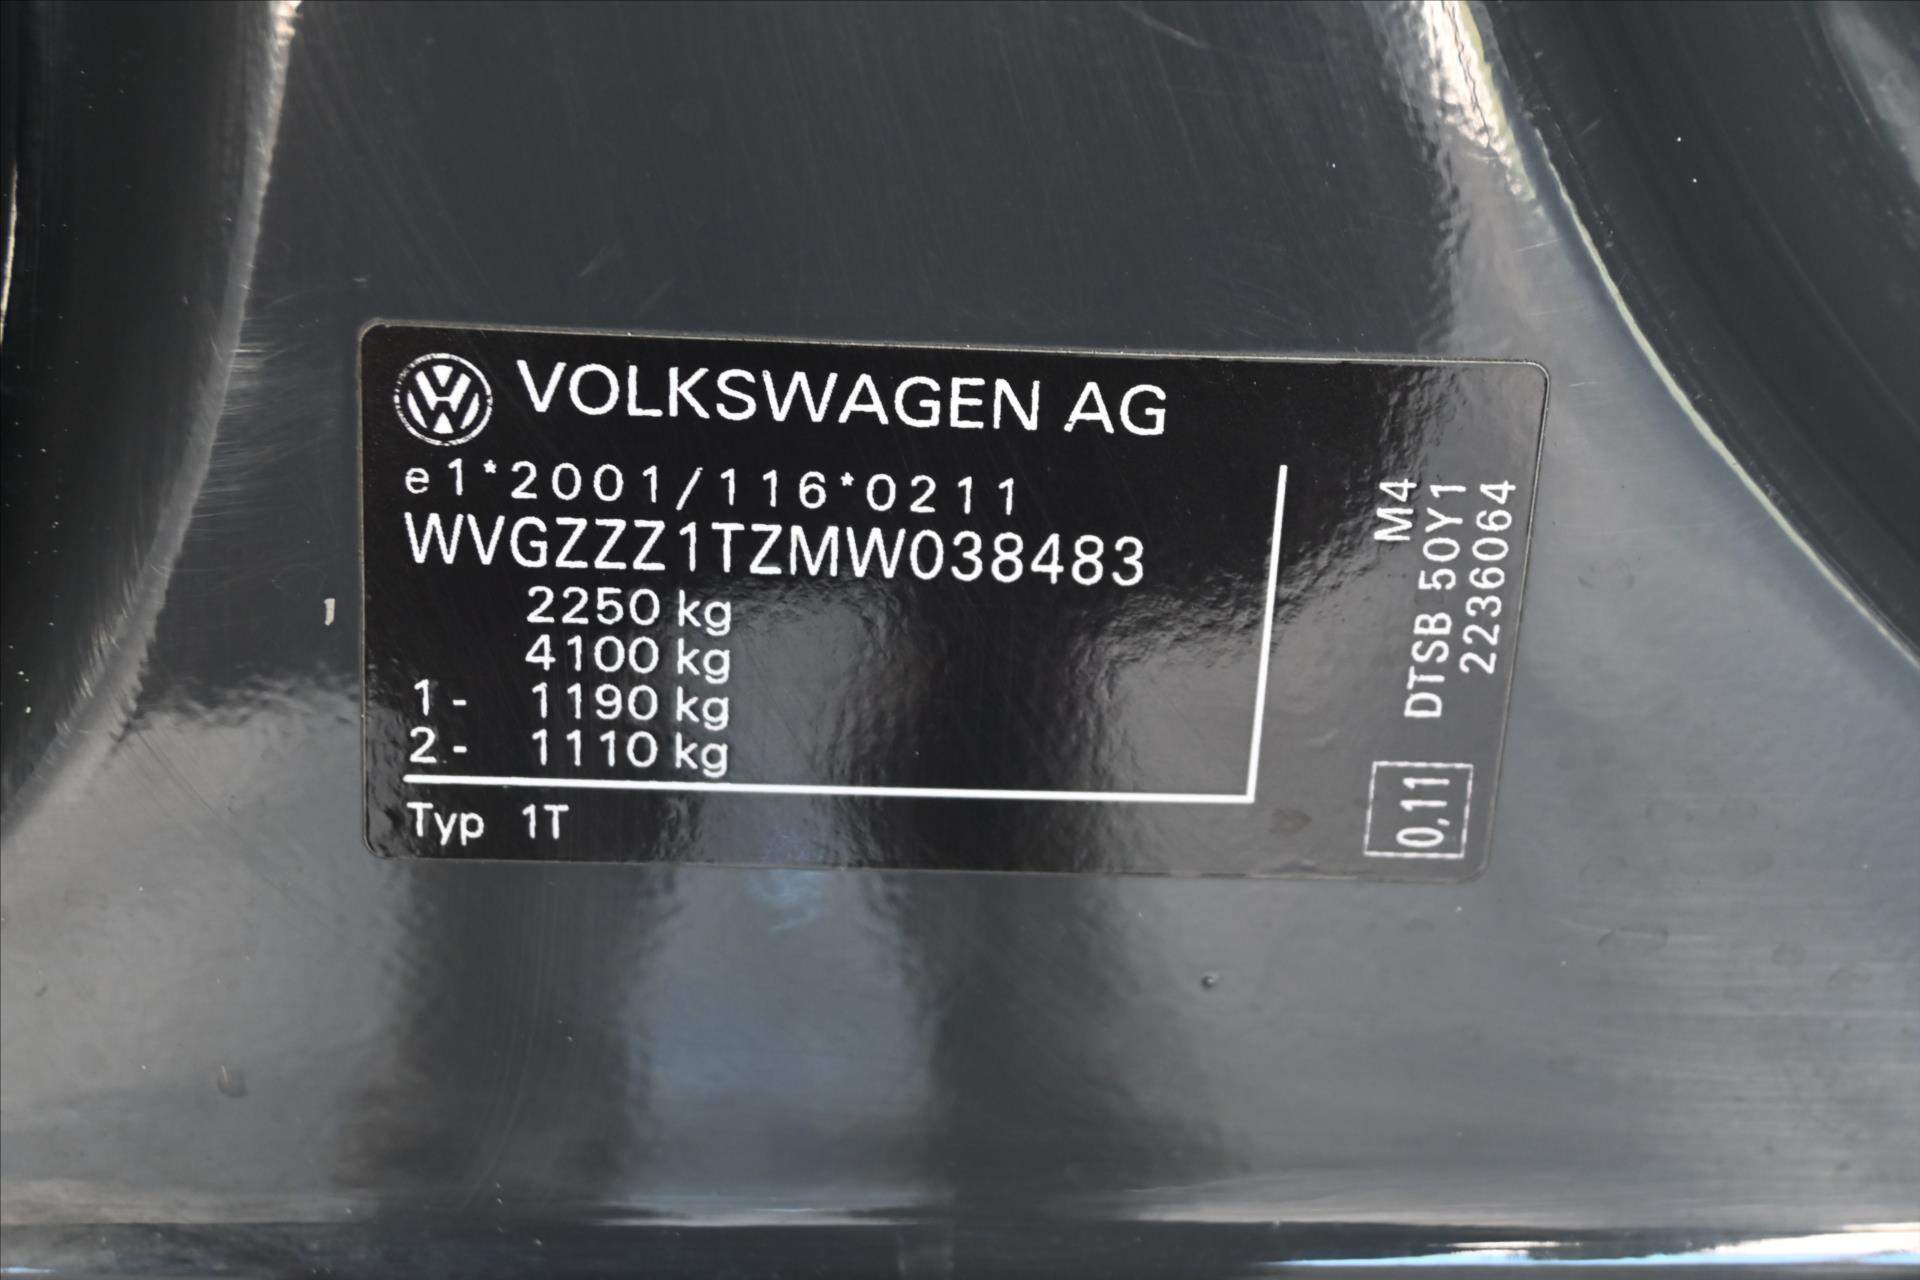 VOLKSWAGEN AG
e1*2001/116*0211
WVGZZZ1TZMW038483
2250 kg
4100 kg
1- 1190 kg
2- 1110 kg
Typ 1T
M4
DTSB 50Y1
2236064
0,11